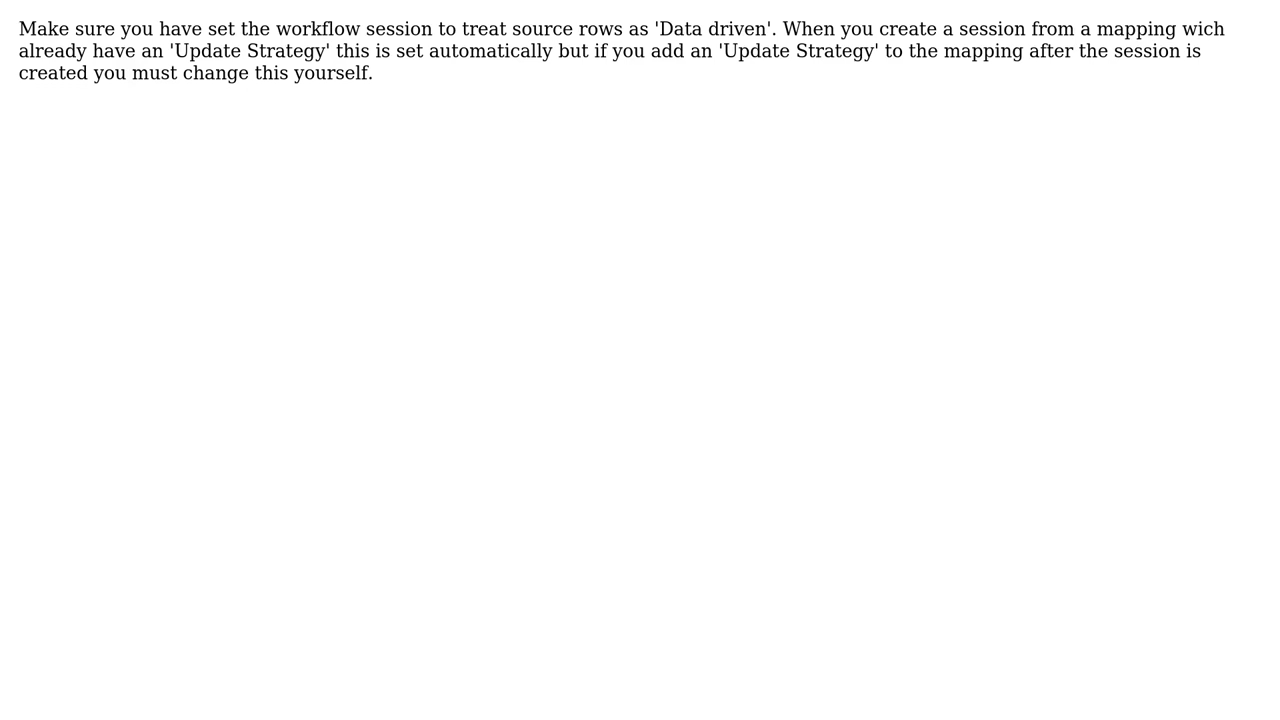 Make sure you have set the workflow session to treat source rows as 'Data driven'. When you create a session from a mapping wich
already have an 'Update Strategy' this is set automatically but if you add an 'Update Strategy' to the mapping after the session is
created you must change this yourself.